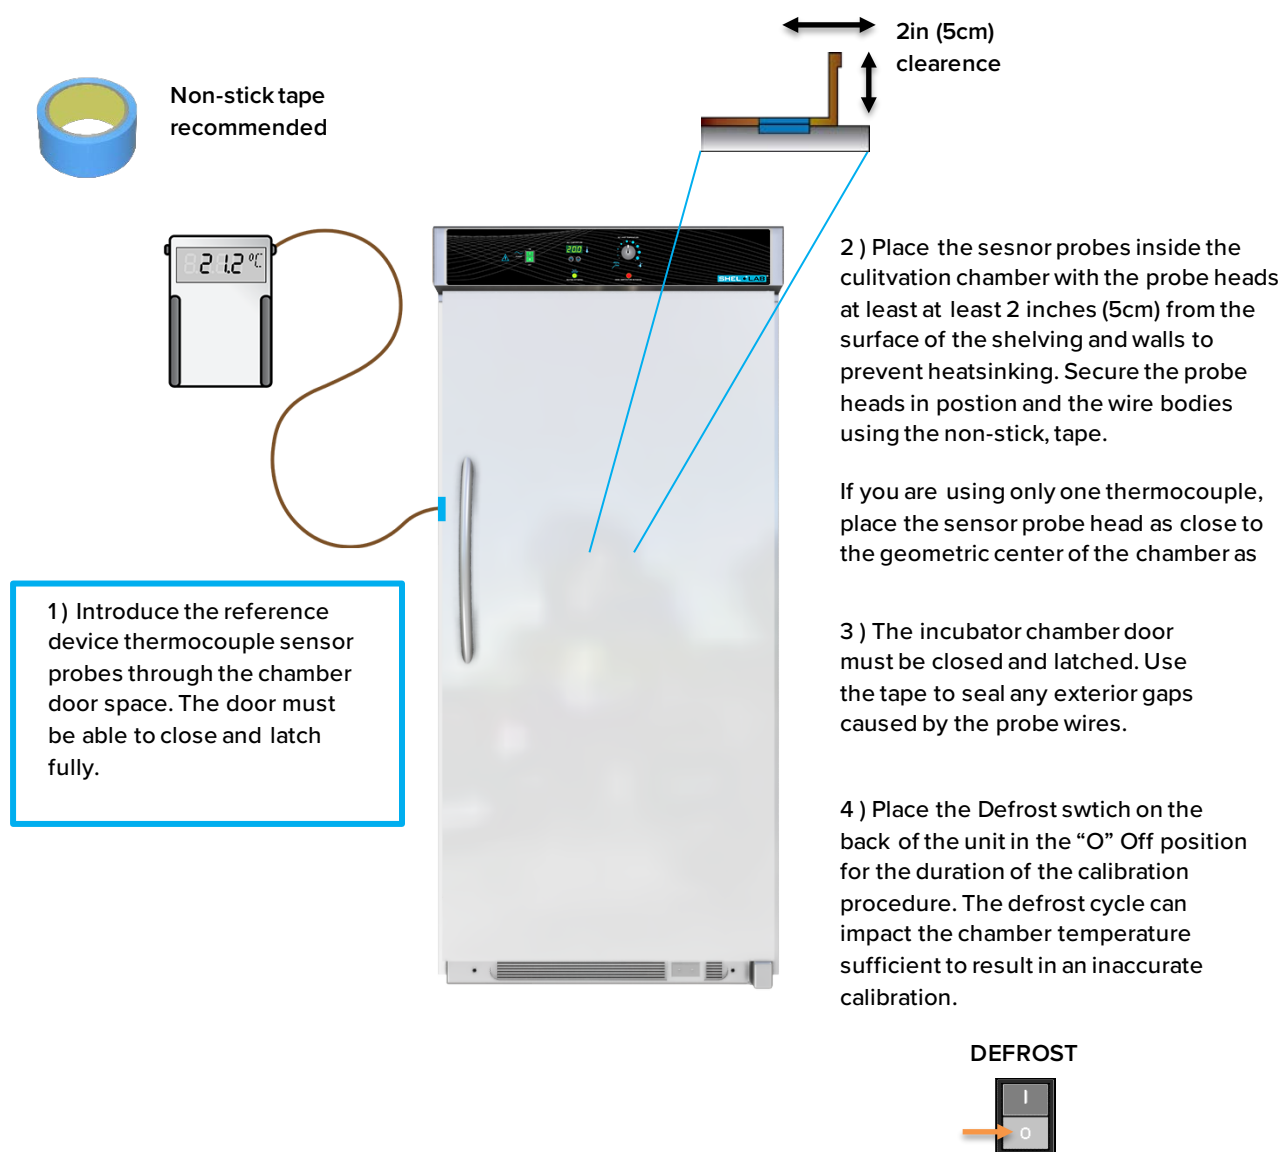 2in (5cm)
clearence
Non-stick tape
recommended
21.2 °C
200
SHEL LAB
1 ) Introduce the reference
device thermocouple sensor
probes through the chamber
door space. The door must
be able to close and latch
fully.
2 ) Place the sesnor probes inside the
culitvation chamber with the probe heads
at least at least 2 inches (5cm) from the
surface of the shelving and walls to
prevent heatsinking. Secure the probe
heads in postion and the wire bodies
using the non-stick, tape.
If you are using only one thermocouple,
place the sensor probe head as close to
the geometric center of the chamber as
3 ) The incubator chamber door
must be closed and latched. Use
the tape to seal any exterior gaps
caused by the probe wires.
4 ) Place the Defrost swtich on the
back of the unit in the “O” Off position
for the duration of the calibration
procedure. The defrost cycle can
impact the chamber temperature
sufficient to result in an inaccurate
calibration.
DEFROST
I
O